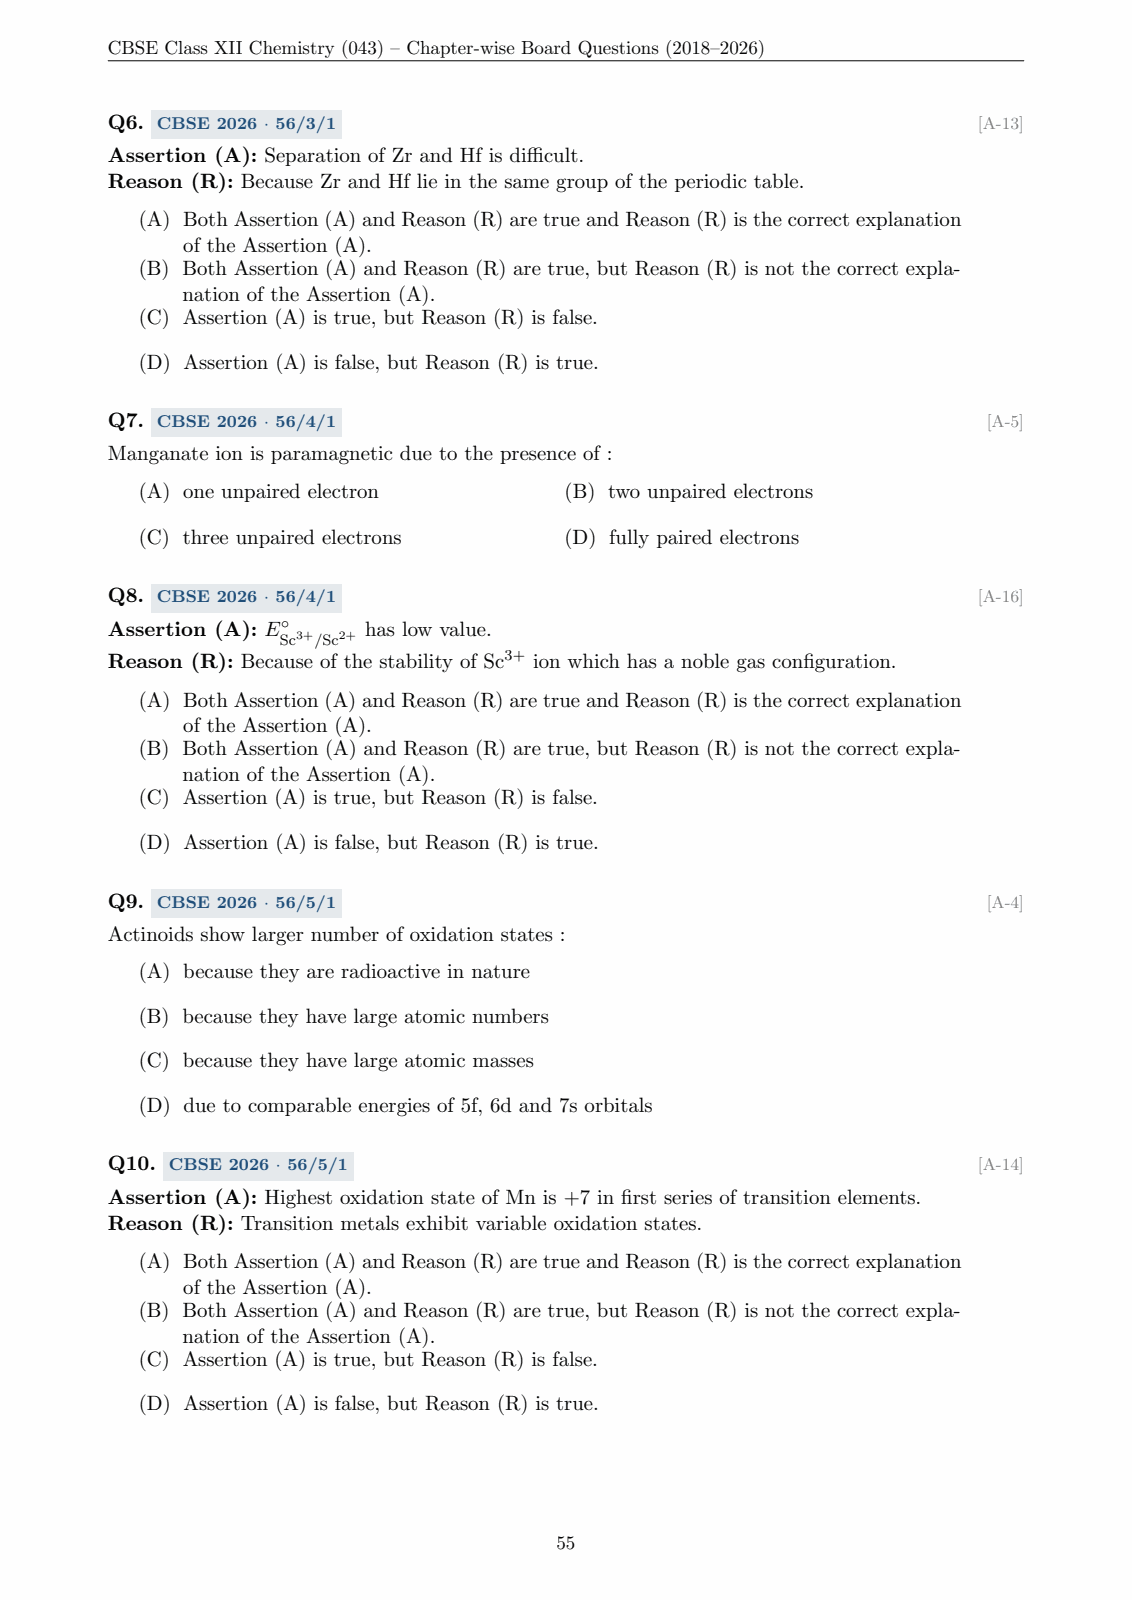 CBSE Class XII Chemistry (043) – Chapter-wise Board Questions (2018–2026)
Q6. CBSE 2026 · 56/3/1 [A-13]
Assertion (A): Separation of Zr and Hf is difficult.
Reason (R): Because Zr and Hf lie in the same group of the periodic table.
(A) Both Assertion (A) and Reason (R) are true and Reason (R) is the correct explanation
of the Assertion (A).
(B) Both Assertion (A) and Reason (R) are true, but Reason (R) is not the correct expla-
nation of the Assertion (A).
(C) Assertion (A) is true, but Reason (R) is false.
(D) Assertion (A) is false, but Reason (R) is true.
Q7. CBSE 2026 · 56/4/1 [A-5]
Manganate ion is paramagnetic due to the presence of :
(A) one unpaired electron (B) two unpaired electrons
(C) three unpaired electrons (D) fully paired electrons
Q8. CBSE 2026 · 56/4/1 [A-16]
Assertion (A): E°Sc³⁺/Sc²⁺ has low value.
Reason (R): Because of the stability of Sc³⁺ ion which has a noble gas configuration.
(A) Both Assertion (A) and Reason (R) are true and Reason (R) is the correct explanation
of the Assertion (A).
(B) Both Assertion (A) and Reason (R) are true, but Reason (R) is not the correct expla-
nation of the Assertion (A).
(C) Assertion (A) is true, but Reason (R) is false.
(D) Assertion (A) is false, but Reason (R) is true.
Q9. CBSE 2026 · 56/5/1 [A-4]
Actinoids show larger number of oxidation states :
(A) because they are radioactive in nature
(B) because they have large atomic numbers
(C) because they have large atomic masses
(D) due to comparable energies of 5f, 6d and 7s orbitals
Q10. CBSE 2026 · 56/5/1 [A-14]
Assertion (A): Highest oxidation state of Mn is +7 in first series of transition elements.
Reason (R): Transition metals exhibit variable oxidation states.
(A) Both Assertion (A) and Reason (R) are true and Reason (R) is the correct explanation
of the Assertion (A).
(B) Both Assertion (A) and Reason (R) are true, but Reason (R) is not the correct expla-
nation of the Assertion (A).
(C) Assertion (A) is true, but Reason (R) is false.
(D) Assertion (A) is false, but Reason (R) is true.
55